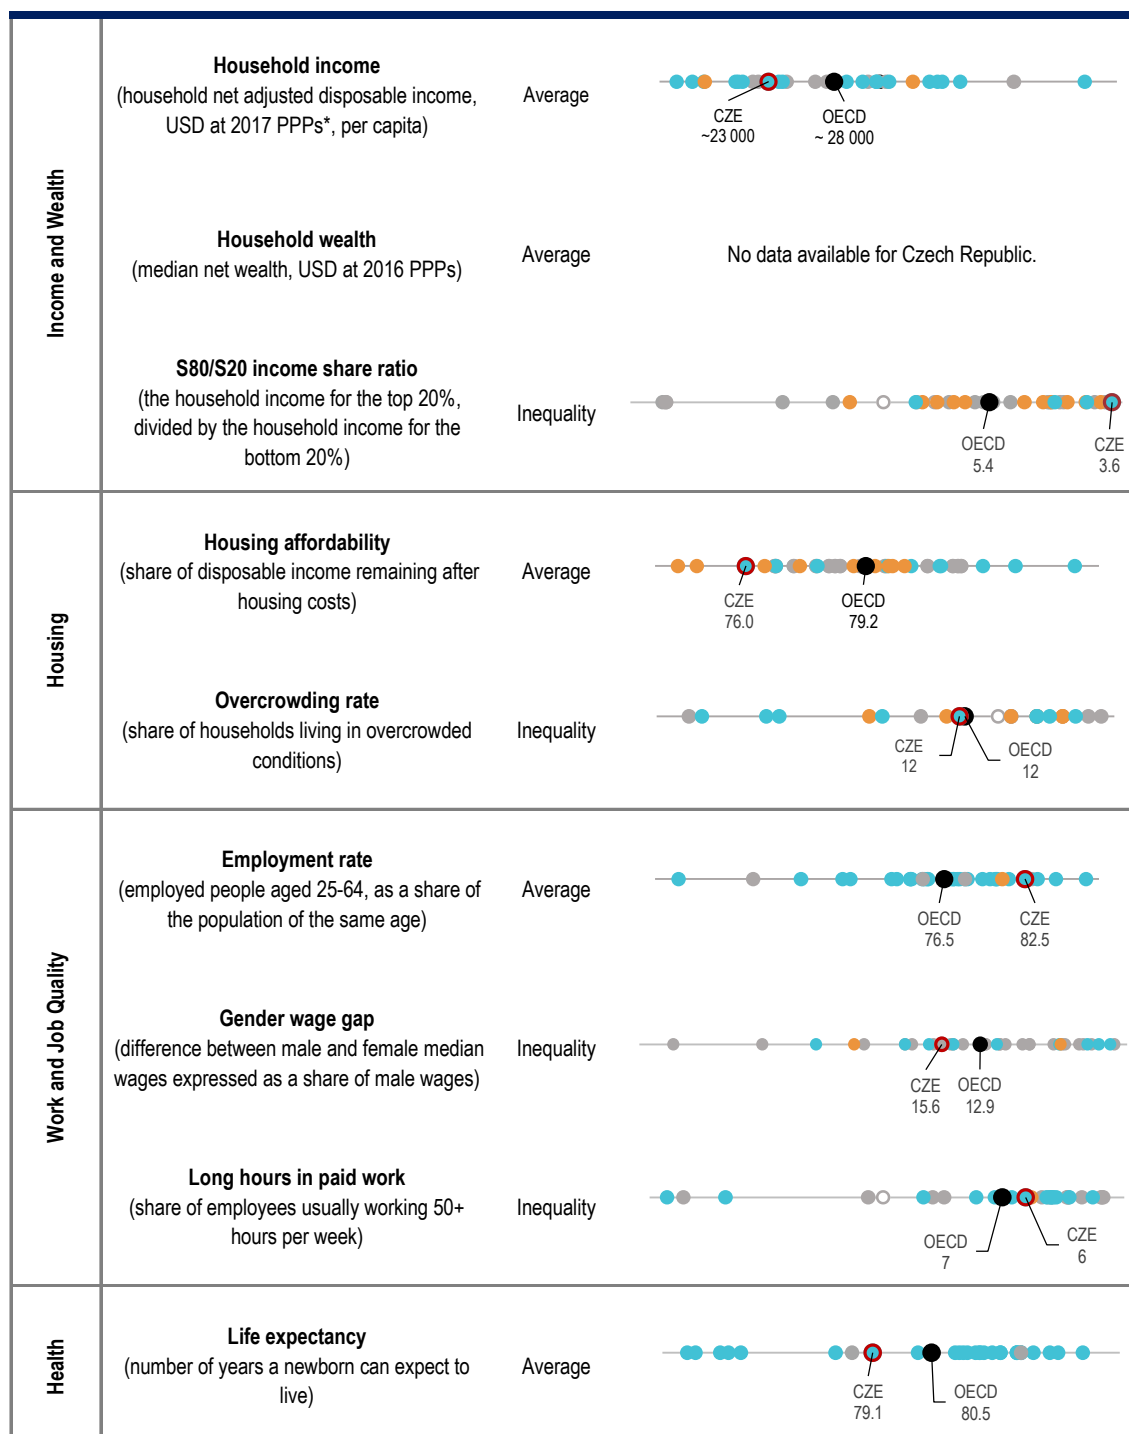 Income and Wealth
Household income
(household net adjusted disposable income,
USD at 2017 PPPs*, per capita)
Average
CZE
~23 000
OECD
~ 28 000
Household wealth
(median net wealth, USD at 2016 PPPs)
Average
No data available for Czech Republic.
S80/S20 income share ratio
(the household income for the top 20%,
divided by the household income for the
bottom 20%)
Inequality
OECD
5.4
CZE
3.6
Housing
Housing affordability
(share of disposable income remaining after
housing costs)
Average
CZE
76.0
OECD
79.2
Overcrowding rate
(share of households living in overcrowded
conditions)
Inequality
CZE
12
OECD
12
Work and Job Quality
Employment rate
(employed people aged 25-64, as a share of
the population of the same age)
Average
OECD
76.5
CZE
82.5
Gender wage gap
(difference between male and female median
wages expressed as a share of male wages)
Inequality
CZE
15.6
OECD
12.9
Long hours in paid work
(share of employees usually working 50+
hours per week)
Inequality
OECD
7
CZE
6
Health
Life expectancy
(number of years a newborn can expect to
live)
Average
CZE
79.1
OECD
80.5